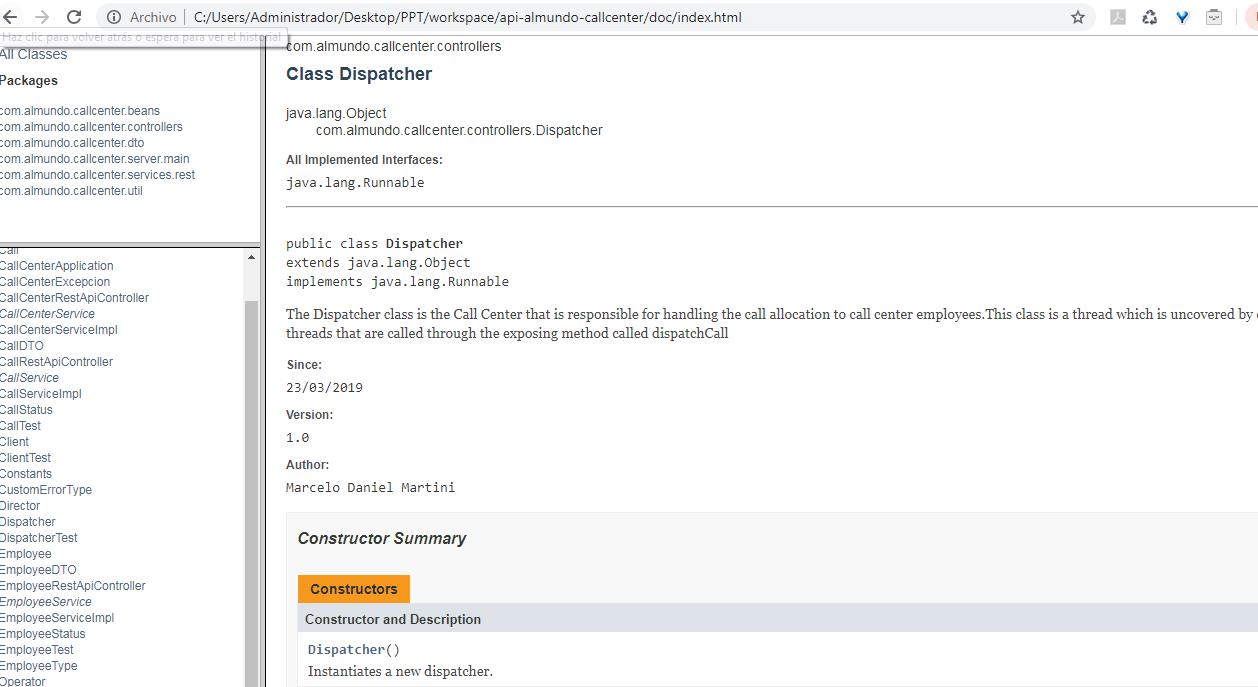 Archivo C:/Users/Administrador/Desktop/PPT/workspace/api-almundo-callcenter/doc/index.html
Haz clic para volver atrás o espera para ver el historial
All Classes
Packages
com.almundo.callcenter.beans
com.almundo.callcenter.controllers
com.almundo.callcenter.dto
com.almundo.callcenter.server.main
com.almundo.callcenter.services.rest
com.almundo.callcenter.util
Call
CallCenterApplication
CallCenterExcepcion
CallCenterRestApiController
CallCenterService
CallCenterServiceImpl
CallDTO
CallRestApiController
CallService
CallServiceImpl
CallStatus
CallTest
Client
ClientTest
Constants
CustomErrorType
Director
Dispatcher
DispatcherTest
Employee
EmployeeDTO
EmployeeRestApiController
EmployeeService
EmployeeServiceImpl
EmployeeStatus
EmployeeTest
EmployeeType
Operator
com.almundo.callcenter.controllers
Class Dispatcher
java.lang.Object
com.almundo.callcenter.controllers.Dispatcher
All Implemented Interfaces:
java.lang.Runnable
public class Dispatcher
extends java.lang.Object
implements java.lang.Runnable
The Dispatcher class is the Call Center that is responsible for handling the call allocation to call center employees.This class is a thread which is uncovered by
threads that are called through the exposing method called dispatchCall
Since:
23/03/2019
Version:
1.0
Author:
Marcelo Daniel Martini
Constructor Summary
Constructors
Constructor and Description
Dispatcher()
Instantiates a new dispatcher.